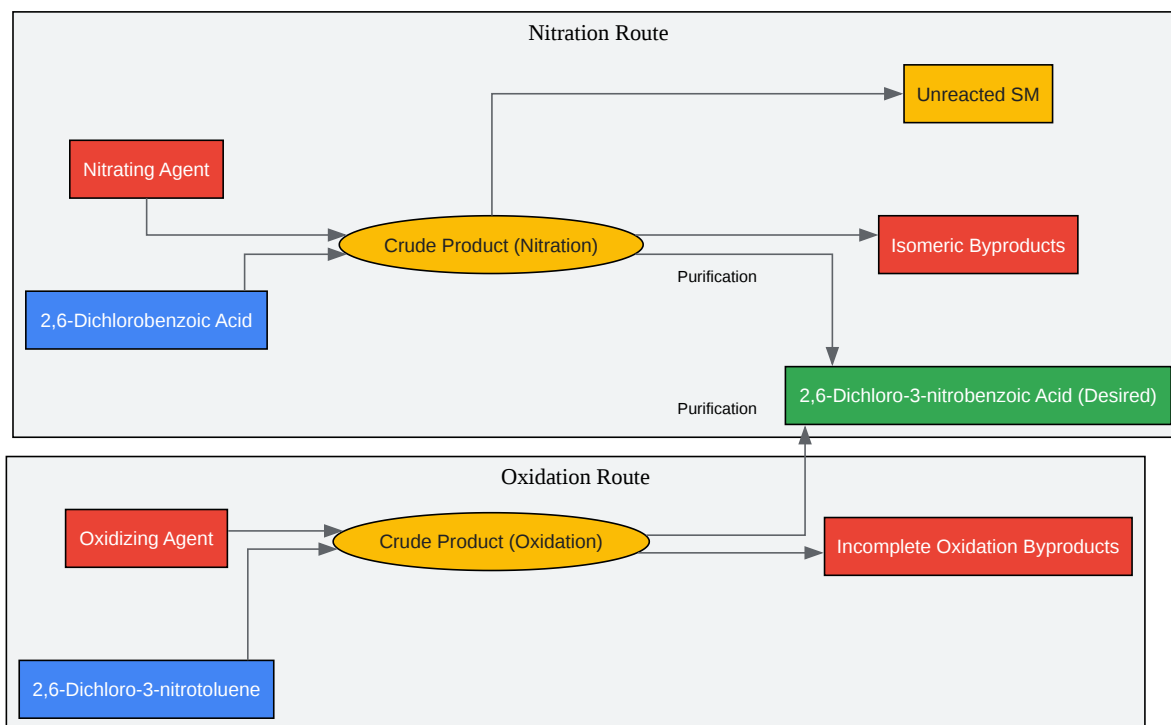 Nitration Route
Unreacted SM
Nitrating Agent
Crude Product (Nitration)
Isomeric Byproducts
Purification
2,6-Dichlorobenzoic Acid
2,6-Dichloro-3-nitrobenzoic Acid (Desired)
Purification
Oxidation Route
Oxidizing Agent
Crude Product (Oxidation)
Incomplete Oxidation Byproducts
2,6-Dichloro-3-nitrotoluene